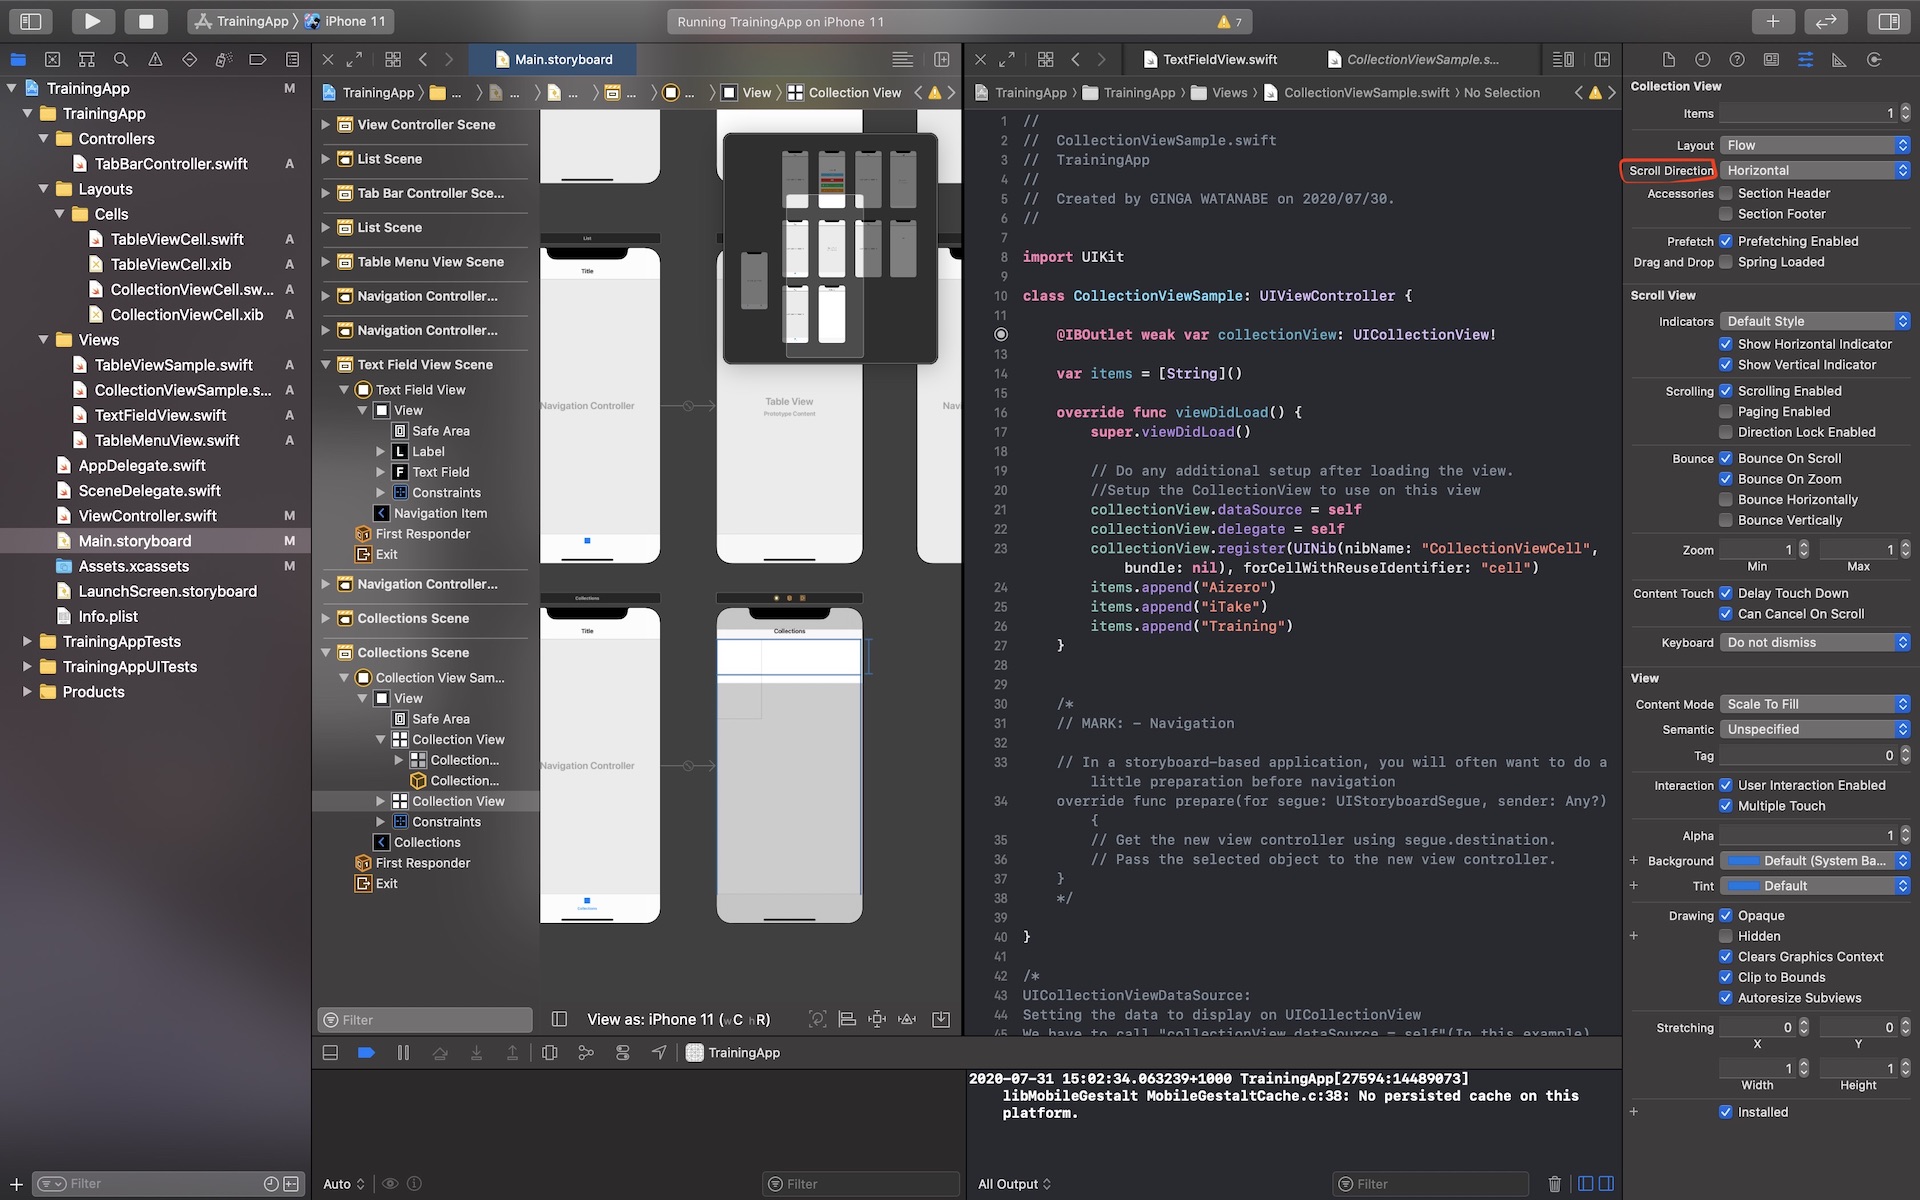 TrainingApp 〉 iPhone 11
Running TrainingApp on iPhone 11
7
TrainingApp M
TrainingApp
Controllers
TabBarController.swift A
Layouts
Cells
TableViewCell.swift A
TableViewCell.xib A
CollectionViewCell.sw... A
CollectionViewCell.xib A
Views
TableViewSample.swift A
CollectionViewSample.s... A
TextFieldView.swift A
TableMenuView.swift A
AppDelegate.swift
SceneDelegate.swift
ViewController.swift M
Main.storyboard M
Assets.xcassets M
LaunchScreen.storyboard
Info.plist
TrainingAppTests
TrainingAppUITests
Products
Filter
Main.storyboard
TrainingApp 〉 ... 〉 ... 〉 ... 〉 ... 〉 ... 〉 View 〉 Collection View
View Controller Scene
List Scene
Tab Bar Controller Sce...
List Scene
Table Menu View Scene
Navigation Controller...
Navigation Controller...
Text Field View Scene
Text Field View
View
Safe Area
L Label
F Text Field
Constraints
Navigation Item
First Responder
Exit
Navigation Controller...
Collections Scene
Collections Scene
Collection View Sam...
View
Safe Area
Collection View
Collection...
Collection...
Collection View
Constraints
Collections
First Responder
Exit
Filter
List
Title
Navigation Controller
Table View
Prototype Content
Navi
Collections
Title
Navigation Controller
Collections
Collections
View as: iPhone 11 (wC hR)
TrainingApp
Auto
Filter
TextFieldView.swift
CollectionViewSample.s...
TrainingApp 〉 TrainingApp 〉 Views 〉 CollectionViewSample.swift 〉 No Selection
1 //
2 //  CollectionViewSample.swift
3 //  TrainingApp
4 //
5 //  Created by GINGA WATANABE on 2020/07/30.
6 //
7
8 import UIKit
9
10 class CollectionViewSample: UIViewController {
11
@IBOutlet weak var collectionView: UICollectionView!
13
14 var items = [String]()
15
16 override func viewDidLoad() {
17 super.viewDidLoad()
18
19 // Do any additional setup after loading the view.
20 //Setup the CollectionView to use on this view
21 collectionView.dataSource = self
22 collectionView.delegate = self
23 collectionView.register(UINib(nibName: "CollectionViewCell",
bundle: nil), forCellWithReuseIdentifier: "cell")
24 items.append("Aizero")
25 items.append("iTake")
26 items.append("Training")
27 }
28
29
30 /*
31 // MARK: - Navigation
32
33 // In a storyboard-based application, you will often want to do a
little preparation before navigation
34 override func prepare(for segue: UIStoryboardSegue, sender: Any?)
{
35 // Get the new view controller using segue.destination.
36 // Pass the selected object to the new view controller.
37 }
38 */
39
40 }
41
42 /*
43 UICollectionViewDataSource:
44 Setting the data to display on UICollectionView
45 We have to call "collectionView.dataSource = self"(In this example)
2020-07-31 15:02:34.063239+1000 TrainingApp[27594:14489073]
libMobileGestalt MobileGestaltCache.c:38: No persisted cache on this
platform.
All Output
Filter
Collection View
Items 1
Layout Flow
Scroll Direction Horizontal
Accessories Section Header
Section Footer
Prefetch Prefetching Enabled
Drag and Drop Spring Loaded
Scroll View
Indicators Default Style
Show Horizontal Indicator
Show Vertical Indicator
Scrolling Scrolling Enabled
Paging Enabled
Direction Lock Enabled
Bounce Bounce On Scroll
Bounce On Zoom
Bounce Horizontally
Bounce Vertically
Zoom 1 1
Min Max
Content Touch Delay Touch Down
Can Cancel On Scroll
Keyboard Do not dismiss
View
Content Mode Scale To Fill
Semantic Unspecified
Tag 0
Interaction User Interaction Enabled
Multiple Touch
Alpha 1
+ Background Default (System Ba...
+ Tint Default
Drawing Opaque
+ Hidden
Clears Graphics Context
Clip to Bounds
Autoresize Subviews
Stretching 0 0
X Y
1 1
Width Height
+ Installed